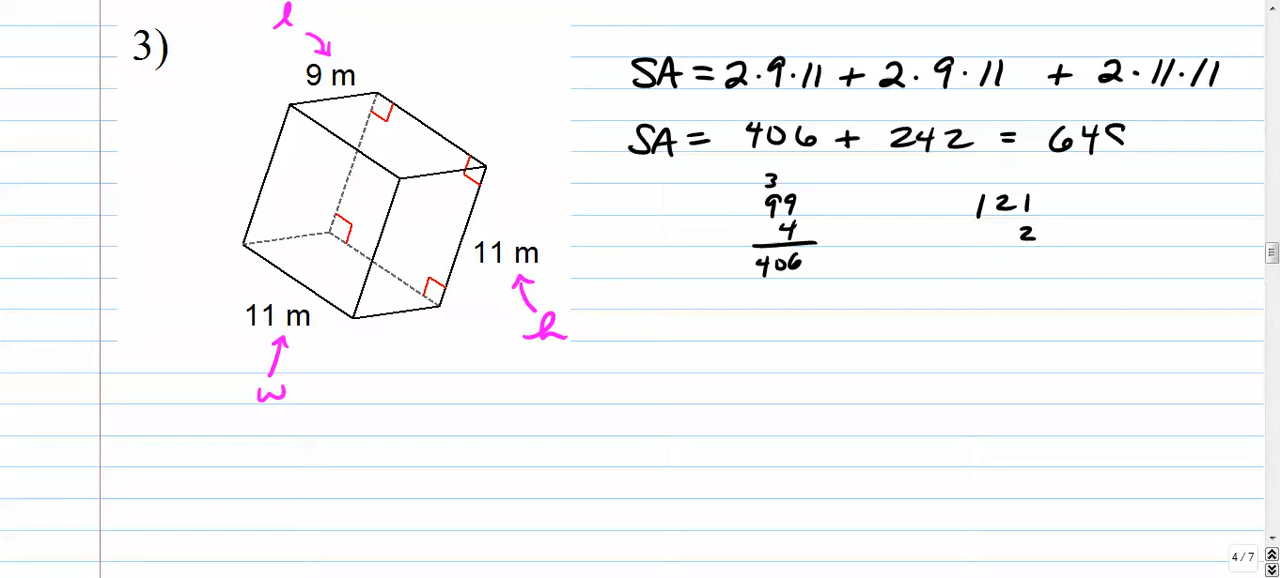 l
3)
9 m
SA = 2·9·11 + 2·9·11 + 2·11·11
SA = 406 + 242 = 648
3
99
4
406
121
2
11 m
h
11 m
w
4 / 7